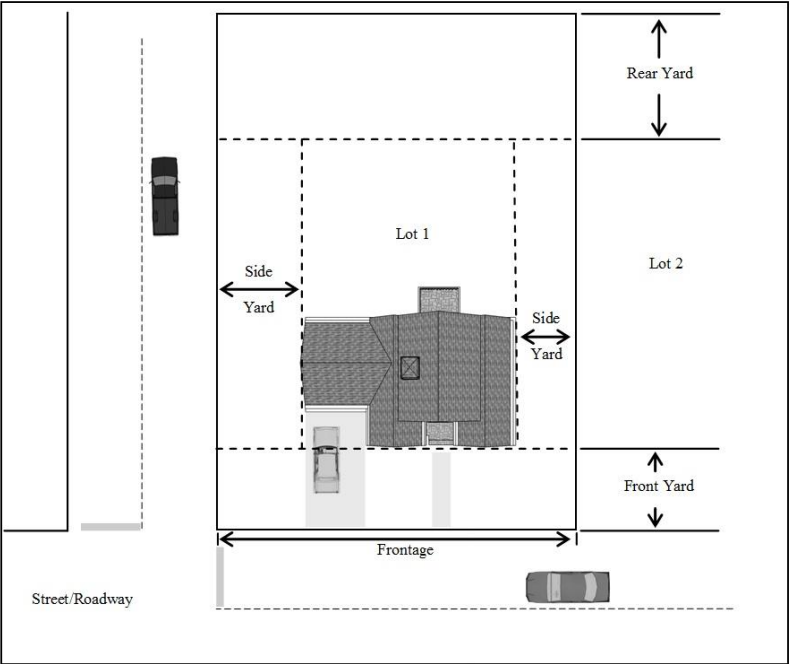 Rear Yard
Lot 1
Lot 2
Side
Yard
Side
Yard
Front Yard
Frontage
Street/Roadway